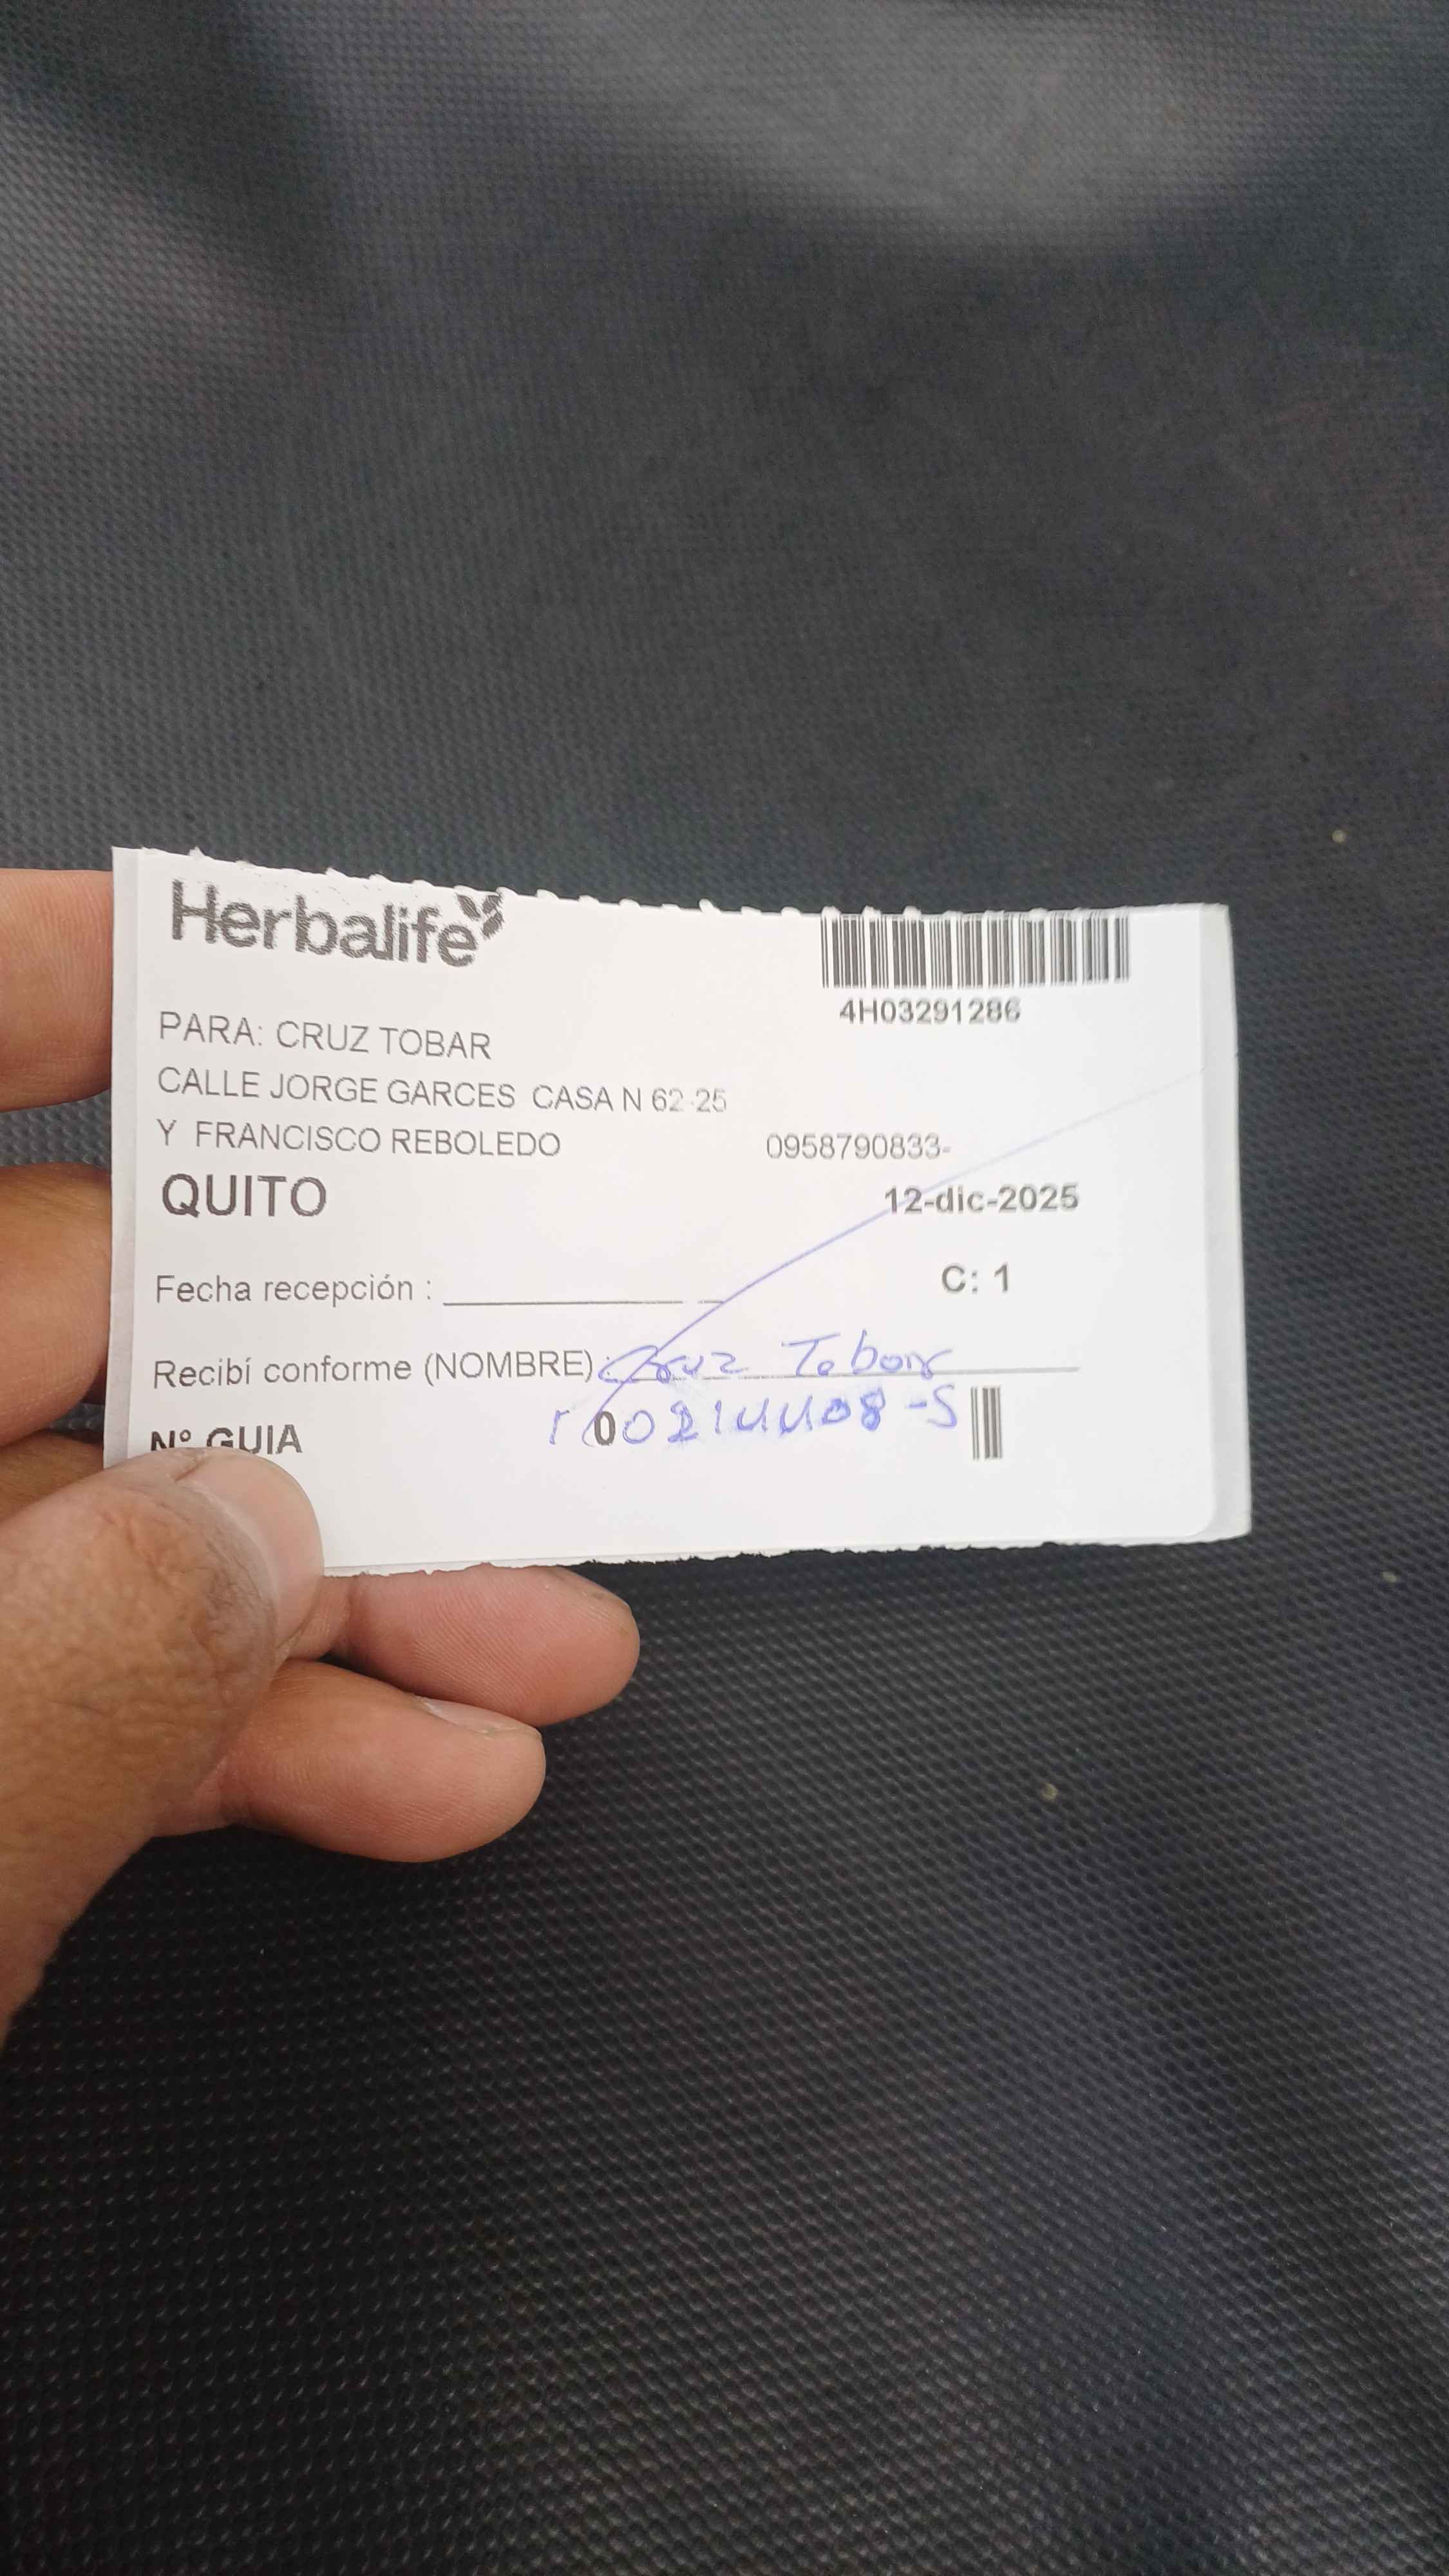 Herbalife
4H03291286
PARA: CRUZ TOBAR
CALLE JORGE GARCES CASA N 62-25
Y FRANCISCO REBOLEDO 0958790833-
QUITO 12-dic-2025
Fecha recepción :
C: 1
Recibí conforme (NOMBRE): Cruz Tobar
Nº GUIA 0